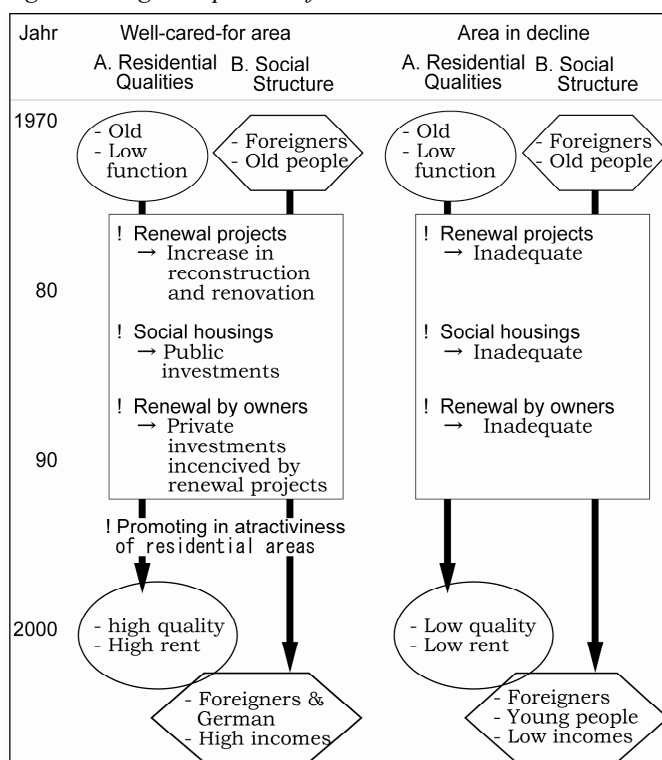 Jahr
Well-cared-for area
Area in decline
A. Residential
Qualities
B. Social
Structure
A. Residential
Qualities
B. Social
Structure
1970
- Old
- Low
function
- Foreigners
- Old people
- Old
- Low
function
- Foreigners
- Old people
! Renewal projects
→ Increase in
reconstruction
and renovation
! Renewal projects
→ Inadequate
80
! Social housings
→ Public
investments
! Social housings
→ Inadequate
! Renewal by owners
→ Private
investments
incencived by
renewal projects
! Renewal by owners
→ Inadequate
90
! Promoting in atractiviness
of residential areas
2000
- high quality
- High rent
- Low quality
- Low rent
- Foreigners &
German
- High incomes
- Foreigners
- Young people
- Low incomes